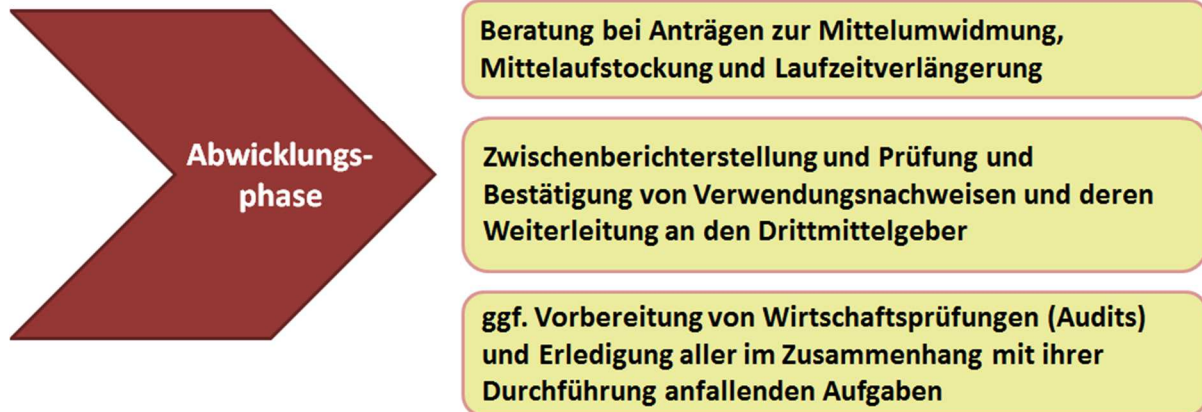 Abwicklungs-
phase
Beratung bei Anträgen zur Mittelumwidmung,
Mittelaufstockung und Laufzeitverlängerung
Zwischenberichterstellung und Prüfung und
Bestätigung von Verwendungsnachweisen und deren
Weiterleitung an den Drittmittelgeber
ggf. Vorbereitung von Wirtschaftsprüfungen (Audits)
und Erledigung aller im Zusammenhang mit ihrer
Durchführung anfallenden Aufgaben